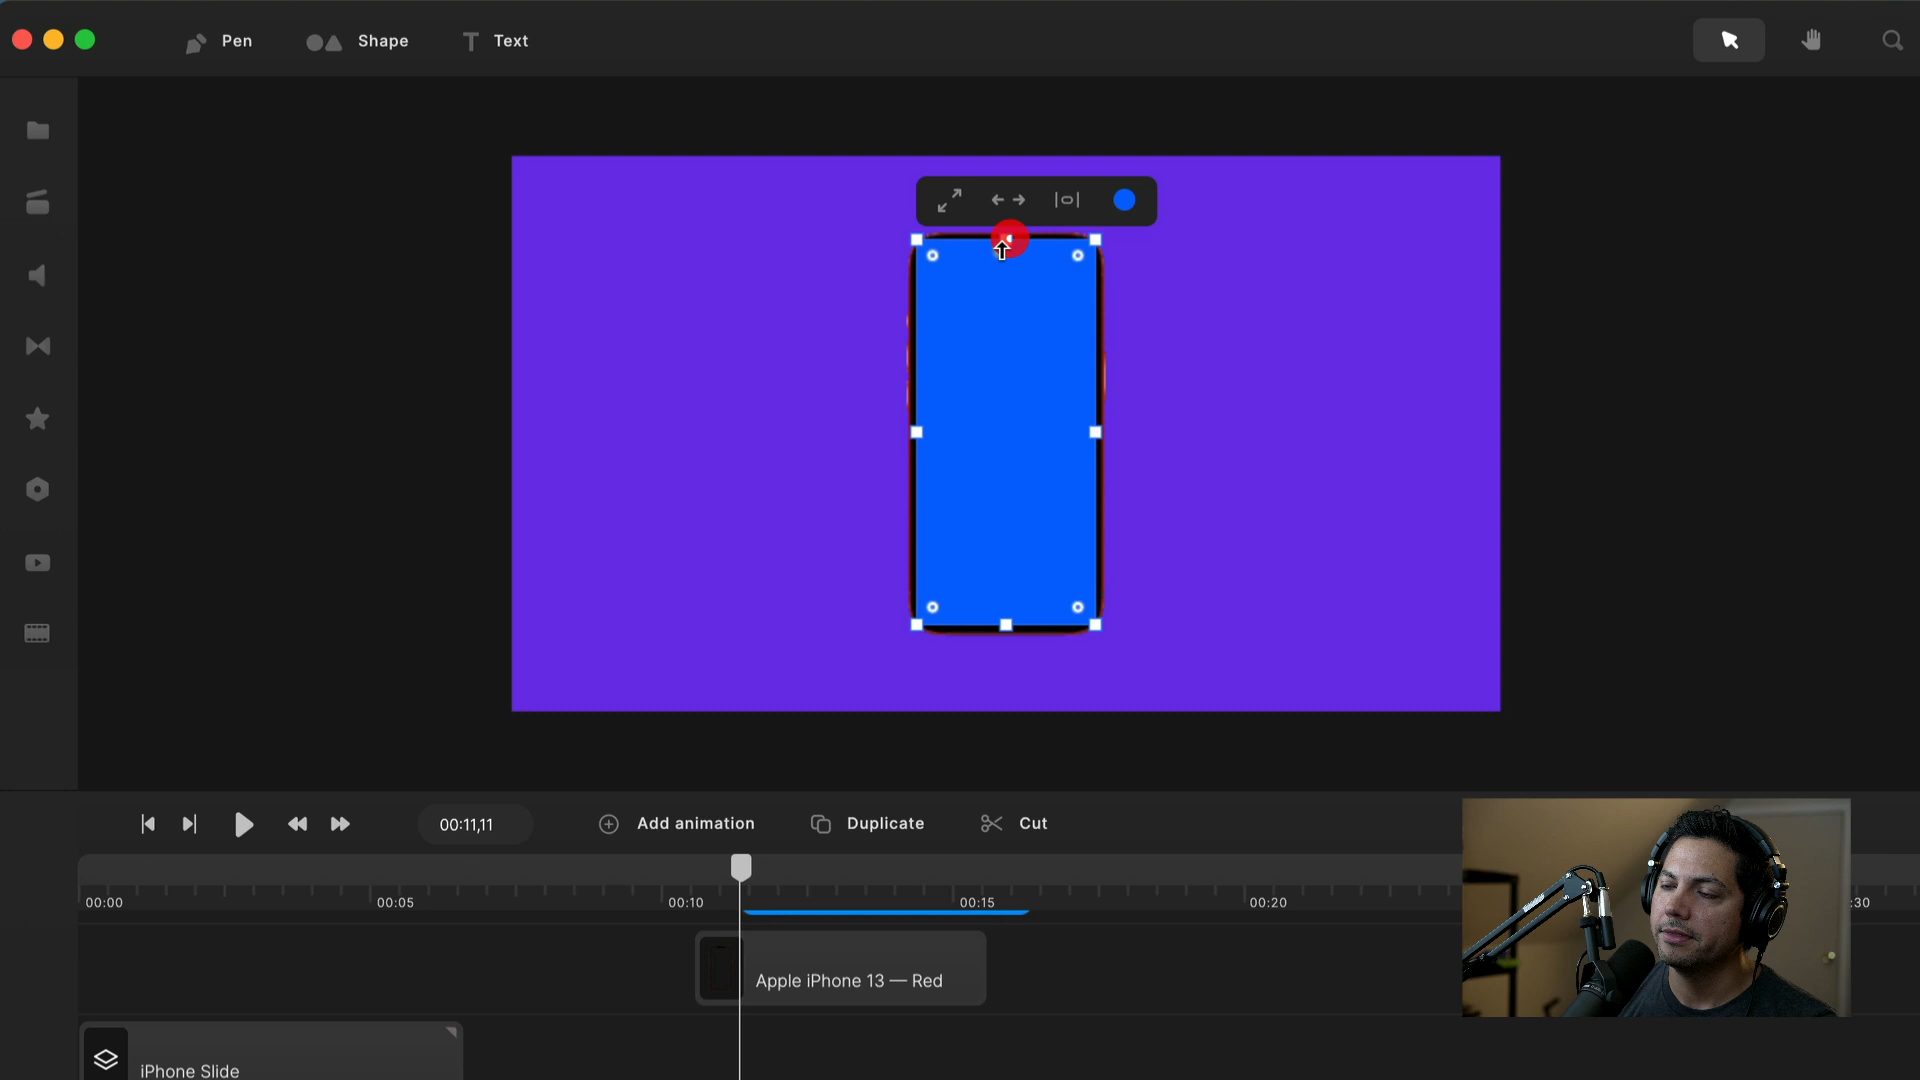 Pen
Shape
Text
00:11,11
Add animation
Duplicate
Cut
00:00
00:05
00:10
00:15
00:20
:30
Apple iPhone 13 — Red
iPhone Slide